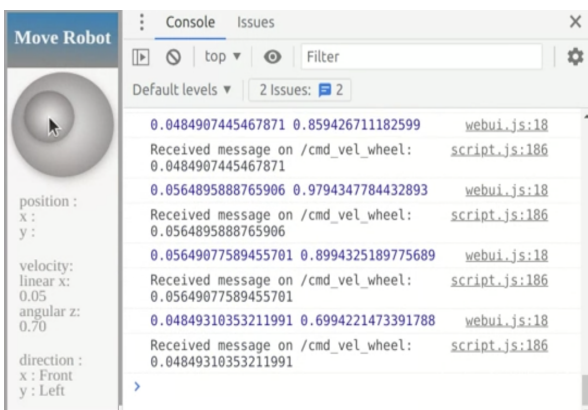 Move Robot
position :
x :
y :
velocity:
linear x:
0.05
angular z:
0.70
direction :
x : Front
y : Left
Console Issues
top ▼ Filter
Default levels ▼ 2 Issues: 2
0.0484907445467871 0.859426711182599 webui.js:18
Received message on /cmd_vel_wheel: script.js:186
0.0484907445467871
0.0564895888765906 0.9794347784432893 webui.js:18
Received message on /cmd_vel_wheel: script.js:186
0.0564895888765906
0.05649077589455701 0.8994325189775689 webui.js:18
Received message on /cmd_vel_wheel: script.js:186
0.05649077589455701
0.04849310353211991 0.6994221473391788 webui.js:18
Received message on /cmd_vel_wheel: script.js:186
0.04849310353211991